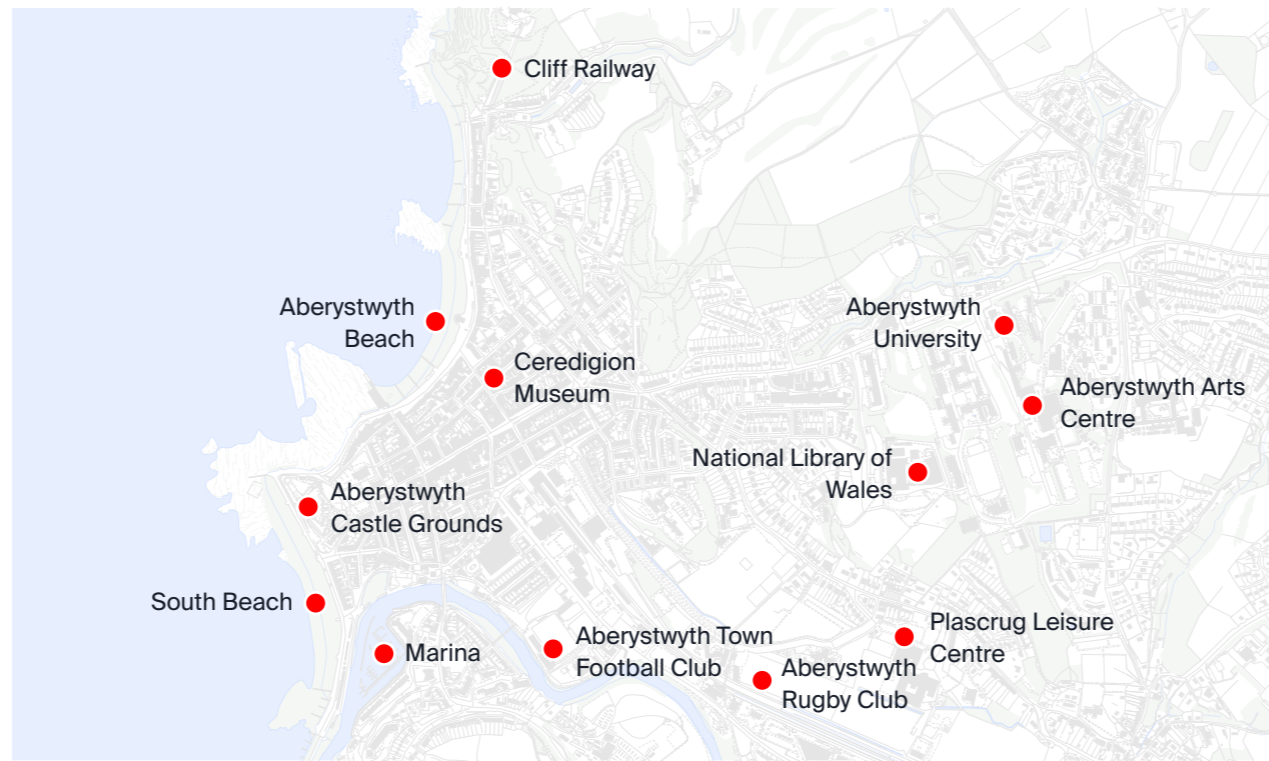 Cliff Railway
Aberystwyth
Beach
Aberystwyth
University
Ceredigion
Museum
Aberystwyth Arts
Centre
National Library of
Wales
Aberystwyth
Castle Grounds
South Beach
Marina
Aberystwyth Town
Football Club
Plascrug Leisure
Centre
Aberystwyth
Rugby Club